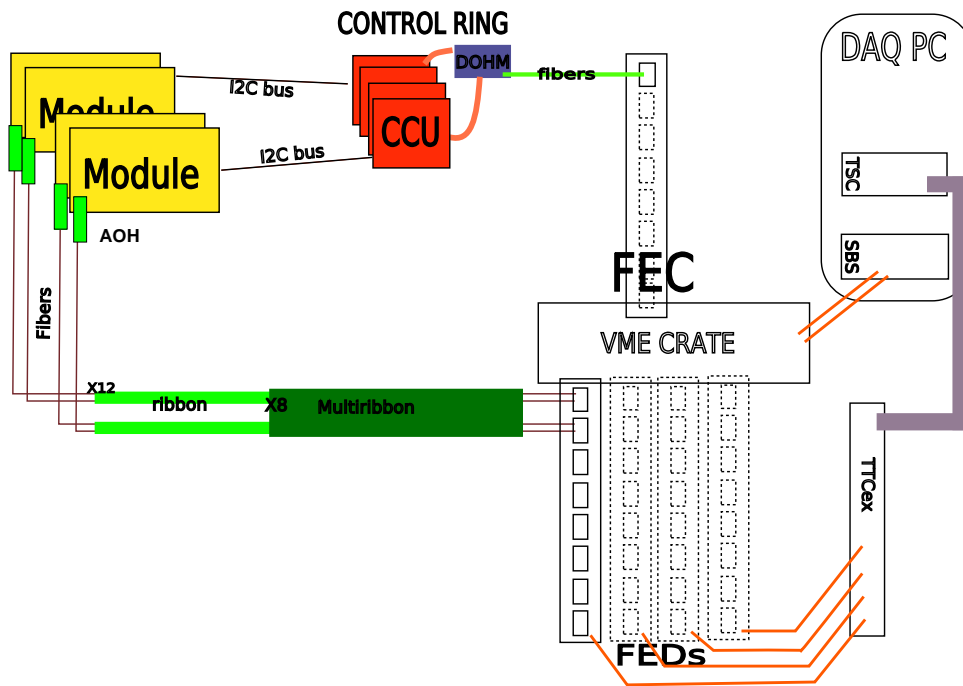 CONTROL RING
DAQ PC
DOHM
fibers
I2C bus
Module
CCU
I2C bus
Module
TSC
AOH
SBS
FEC
Fibers
VME CRATE
X12
ribbon
X8
Multiribbon
TTCex
FEDs